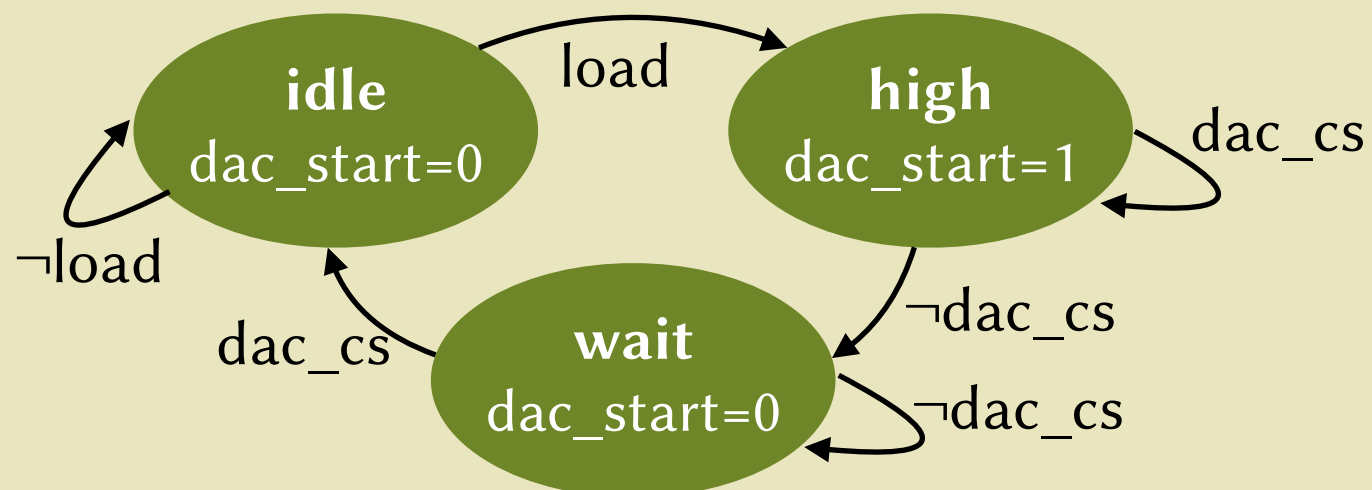 load
idle
dac_start=0
high
dac_start=1
dac_cs
¬load
¬dac_cs
dac_cs
wait
dac_start=0
¬dac_cs